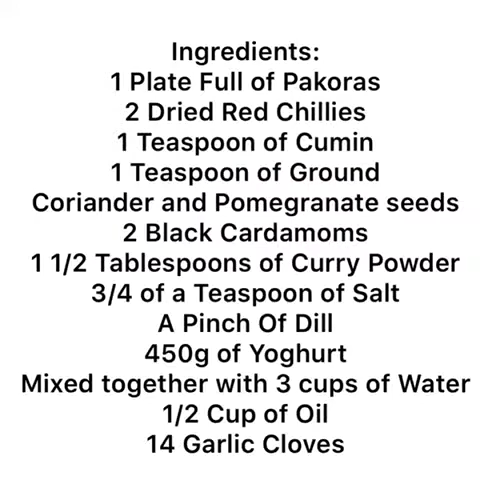 Ingredients:
1 Plate Full of Pakoras
2 Dried Red Chillies
1 Teaspoon of Cumin
1 Teaspoon of Ground
Coriander and Pomegranate seeds
2 Black Cardamoms
1 1/2 Tablespoons of Curry Powder
3/4 of a Teaspoon of Salt
A Pinch Of Dill
450g of Yoghurt
Mixed together with 3 cups of Water
1/2 Cup of Oil
14 Garlic Cloves